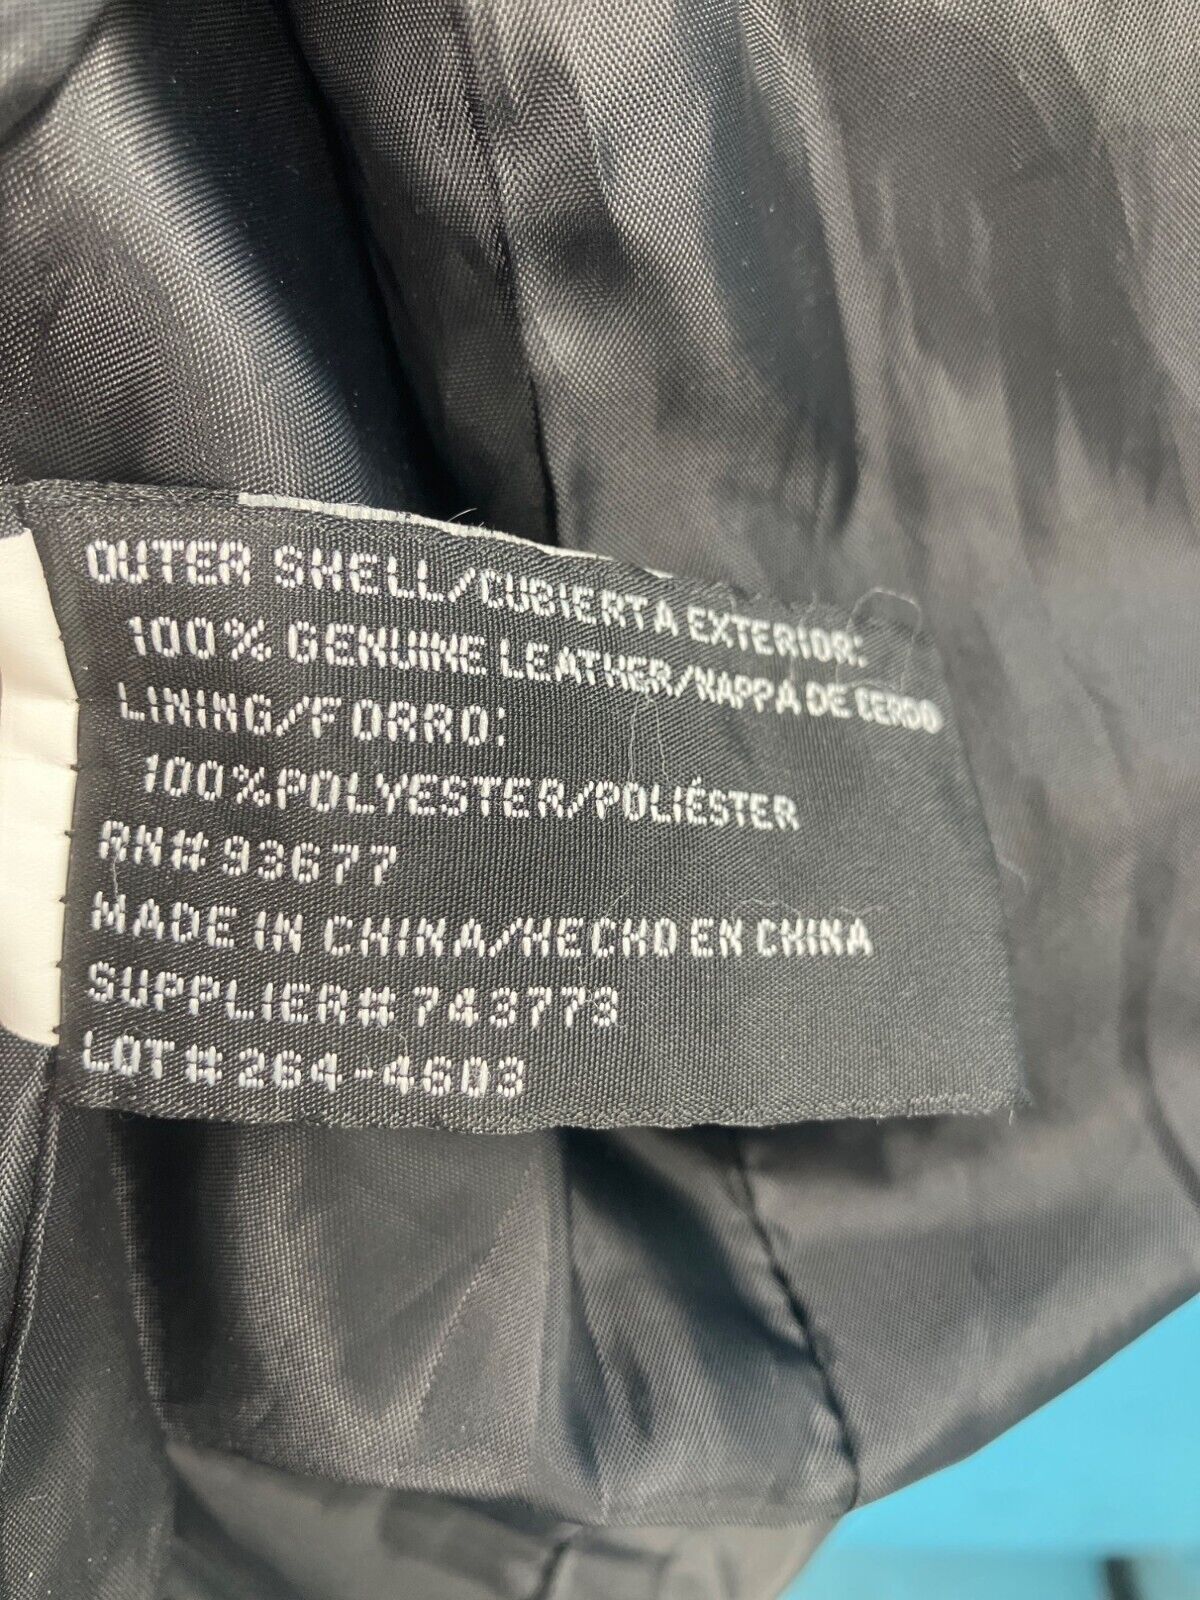 OUTER SHELL/CUBIERTA EXTERIOR:
100% GENUINE LEATHER/NAPPA DE CERDO
LINING/FORRO:
100%POLYESTER/POLIÉSTER
RN# 93677
MADE IN CHINA/HECHO EN CHINA
SUPPLIER# 743773
LOT # 264-4603